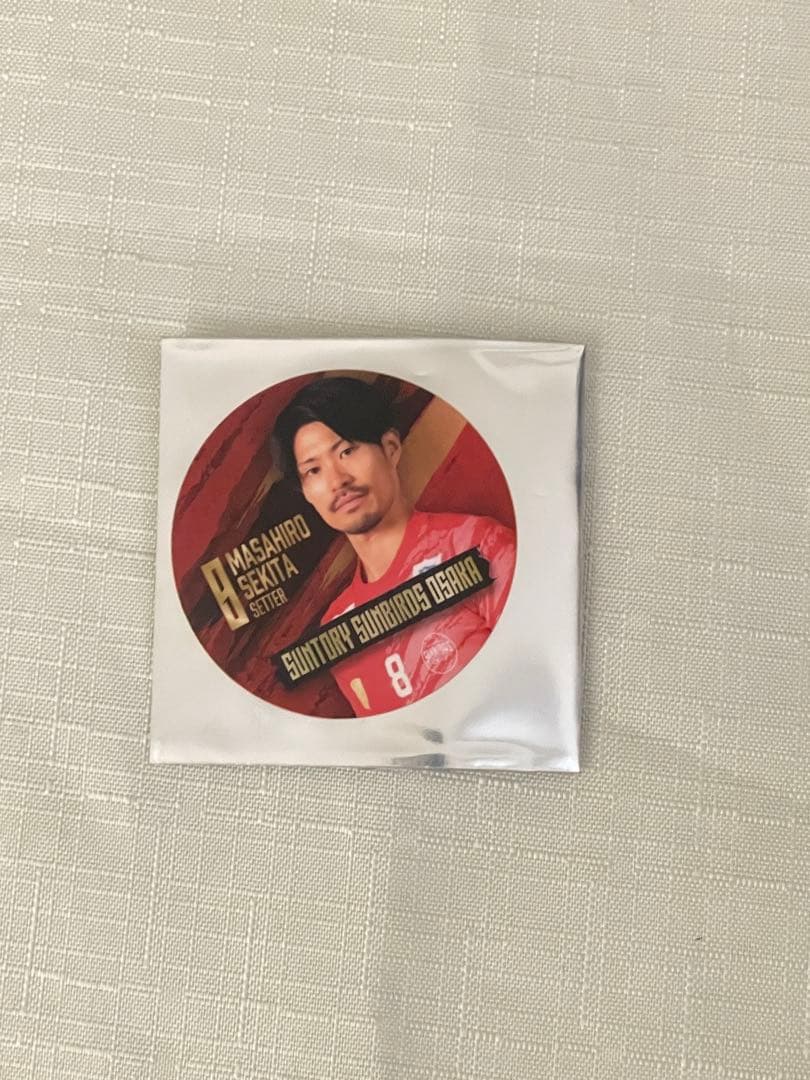 8
MASAHIRO
SEKITA
SETTER
SUNTORY SUNBIRDS OSAKA
8